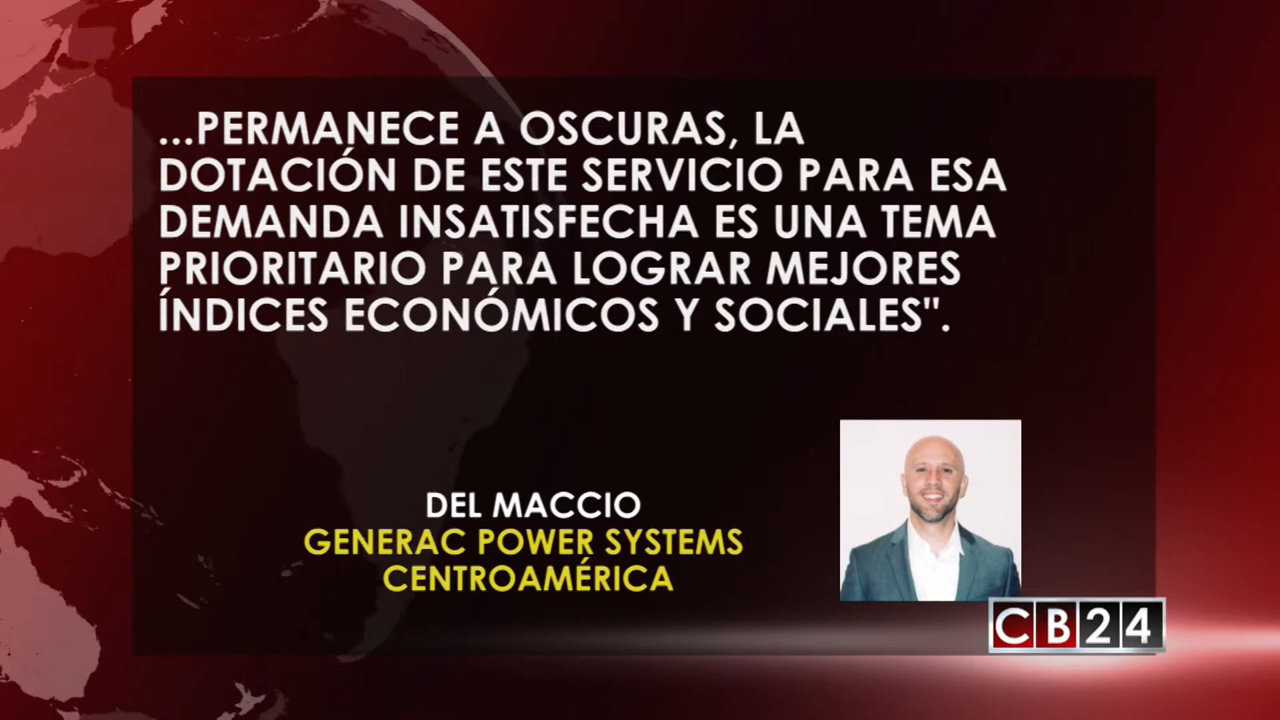 ...PERMANECE A OSCURAS, LA
DOTACIÓN DE ESTE SERVICIO PARA ESA
DEMANDA INSATISFECHA ES UNA TEMA
PRIORITARIO PARA LOGRAR MEJORES
ÍNDICES ECONÓMICOS Y SOCIALES".
DEL MACCIO
GENERAC POWER SYSTEMS
CENTROAMÉRICA
CB24